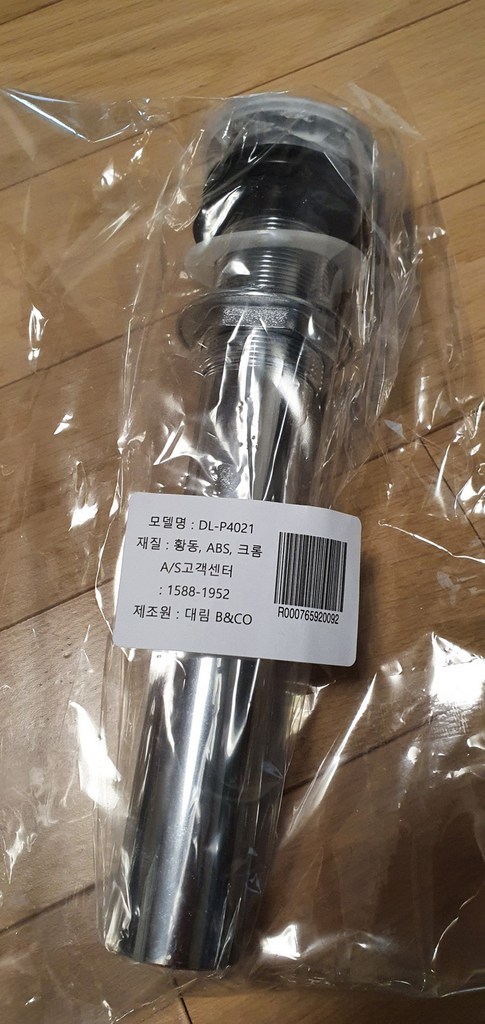 모델명 : DL-P4021
재질 : 황동, ABS, 크롬
A/S고객센터
: 1588-1952
제조원 : 대림 B&CO
R000765920092